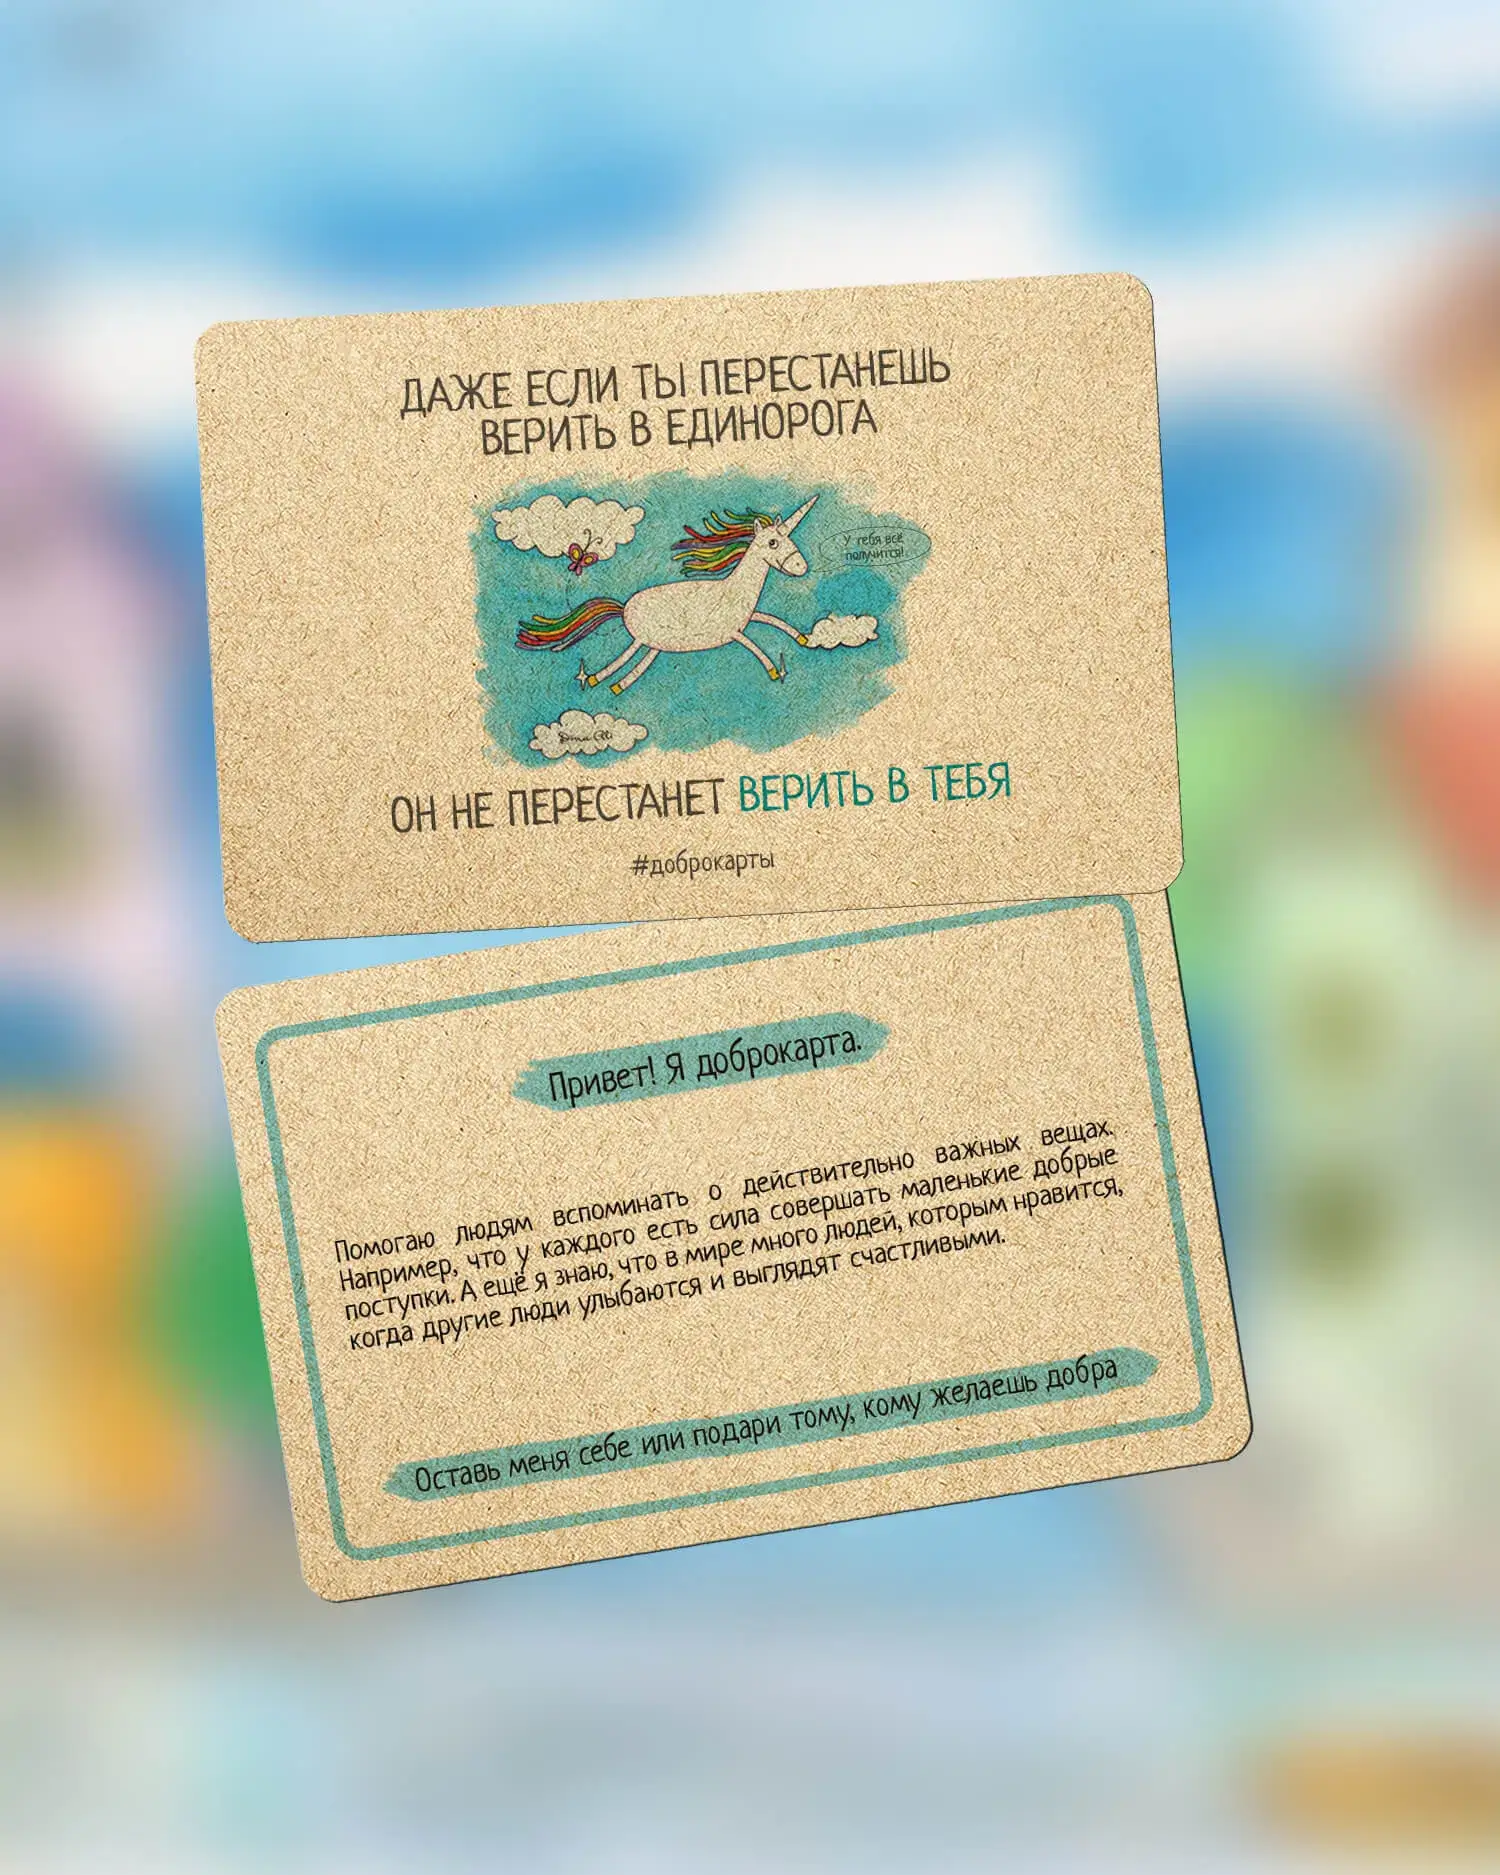 ДАЖЕ ЕСЛИ ТЫ ПЕРЕСТАНЕШЬ
ВЕРИТЬ В ЕДИНОРОГА
У тебя всё
получится!
ОН НЕ ПЕРЕСТАНЕТ ВЕРИТЬ В ТЕБЯ
#доброкарты
Привет! Я доброкарта.
Помогаю людям вспоминать о действительно важных вещах.
Например, что у каждого есть сила совершать маленькие добрые
поступки. А ещё я знаю, что в мире много людей, которым нравится,
когда другие люди улыбаются и выглядят счастливыми.
Оставь меня себе или подари тому, кому желаешь добра